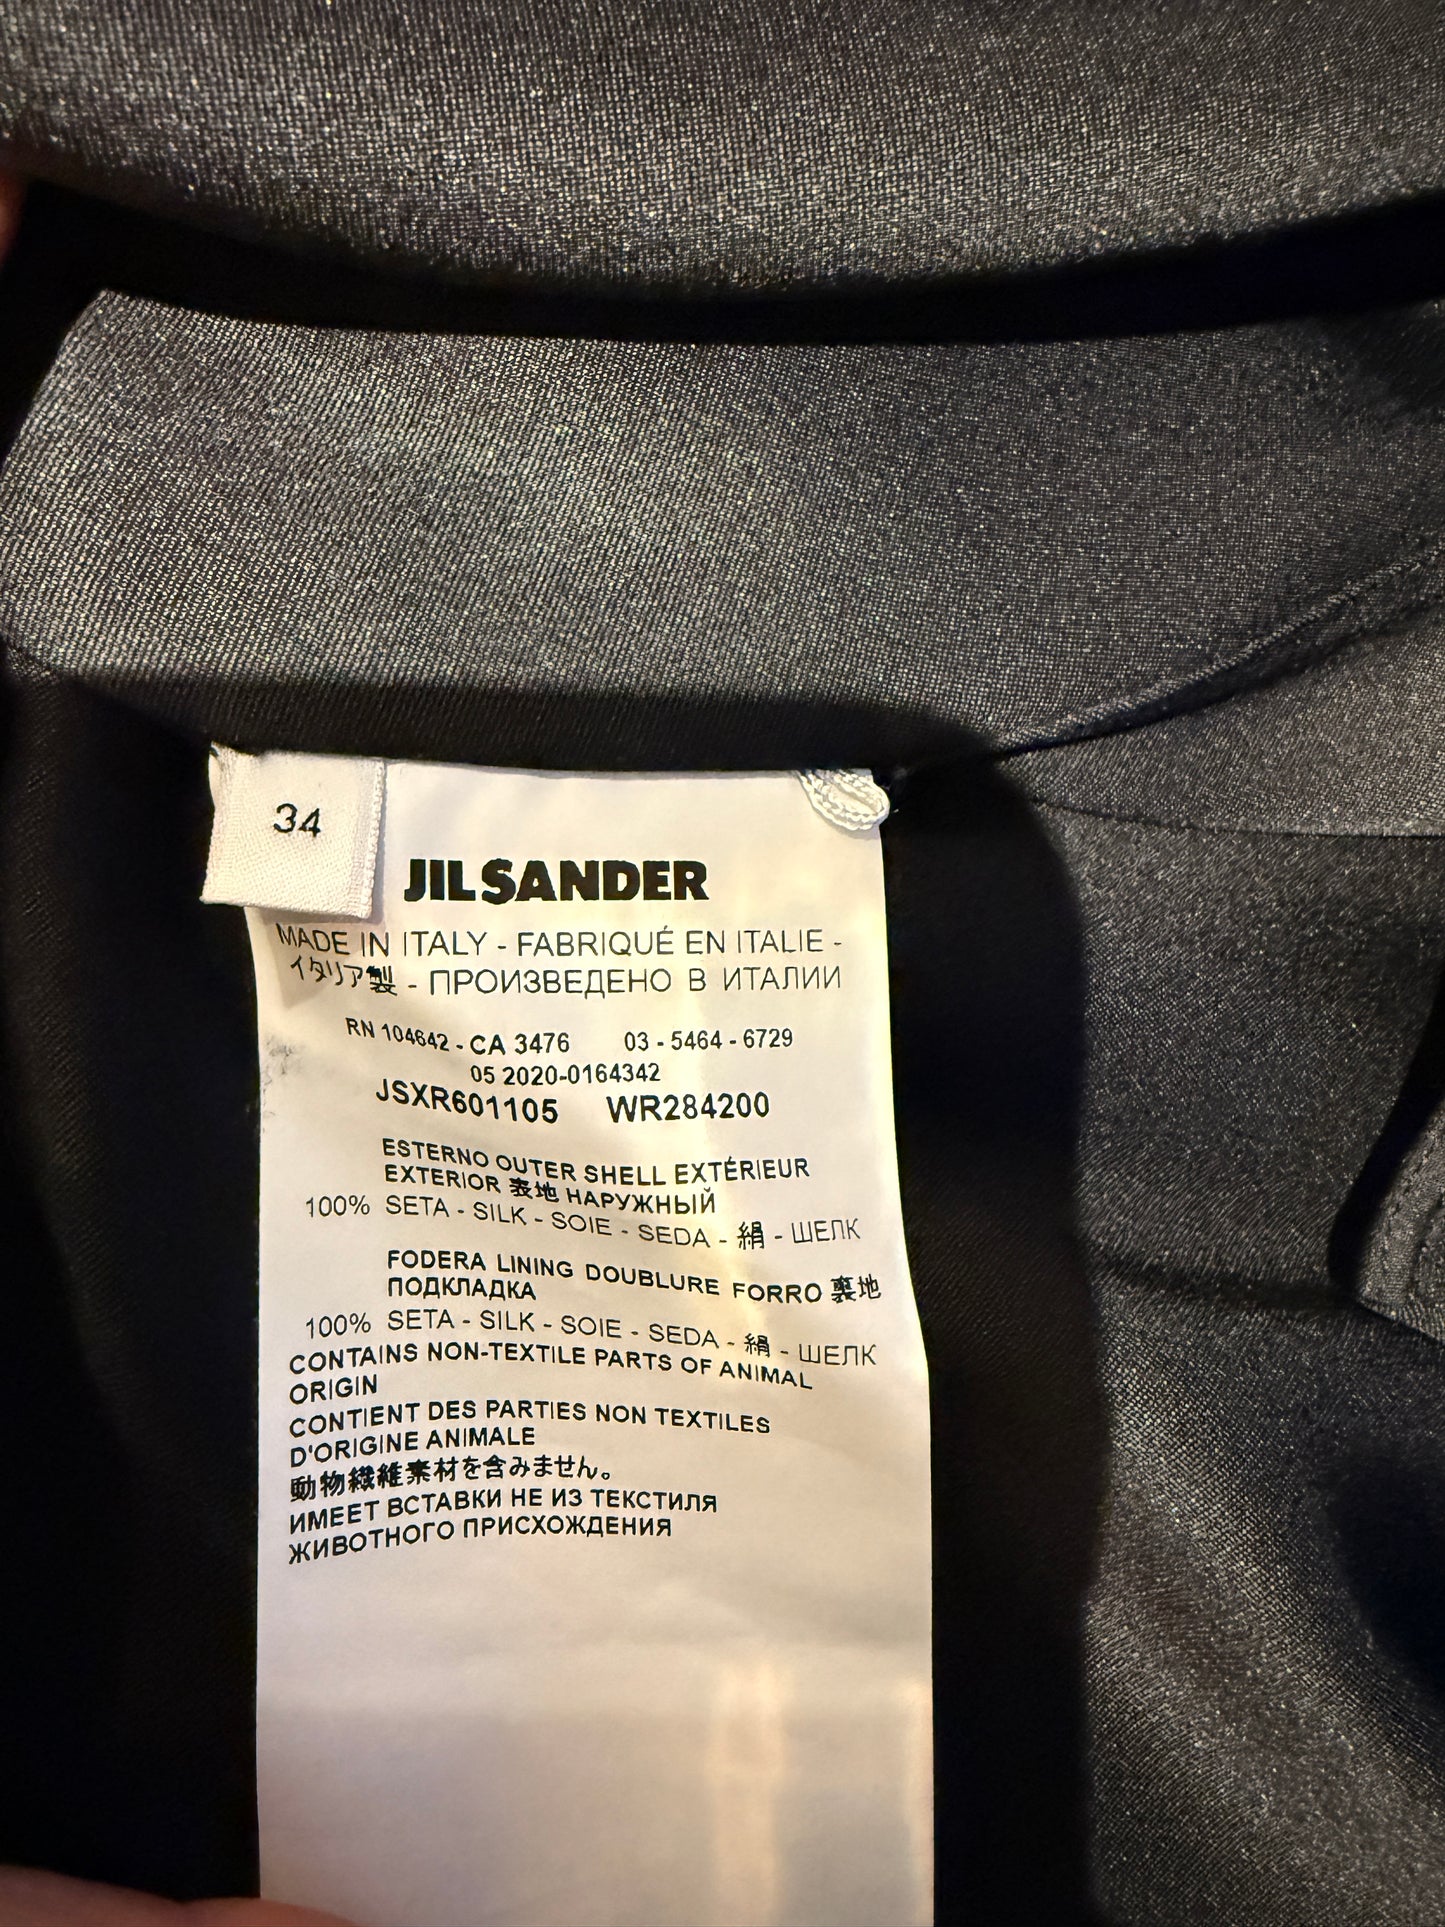 34
JIL SANDER
MADE IN ITALY - FABRIQUÉ EN ITALIE -
イタリア製 - ПРОИЗВЕДЕНО В ИТАЛИИ
RN 104642 - CA 3476 03 - 5464 - 6729
05 2020-0164342
JSXR601105 WR284200
ESTERNO OUTER SHELL EXTÉRIEUR
EXTERIOR 表地 НАРУЖНЫЙ
100% SETA - SILK - SOIE - SEDA - 絹 - ШЕЛК
FODERA LINING DOUBLURE FORRO 裏地
ПОДКЛАДКА
100% SETA - SILK - SOIE - SEDA - 絹 - ШЕЛК
CONTAINS NON-TEXTILE PARTS OF ANIMAL
ORIGIN
CONTIENT DES PARTIES NON TEXTILES
D'ORIGINE ANIMALE
動物繊維素材を含みません。
ИМЕЕТ ВСТАВКИ НЕ ИЗ ТЕКСТИЛЯ
ЖИВОТНОГО ПРИСХОЖДЕНИЯ